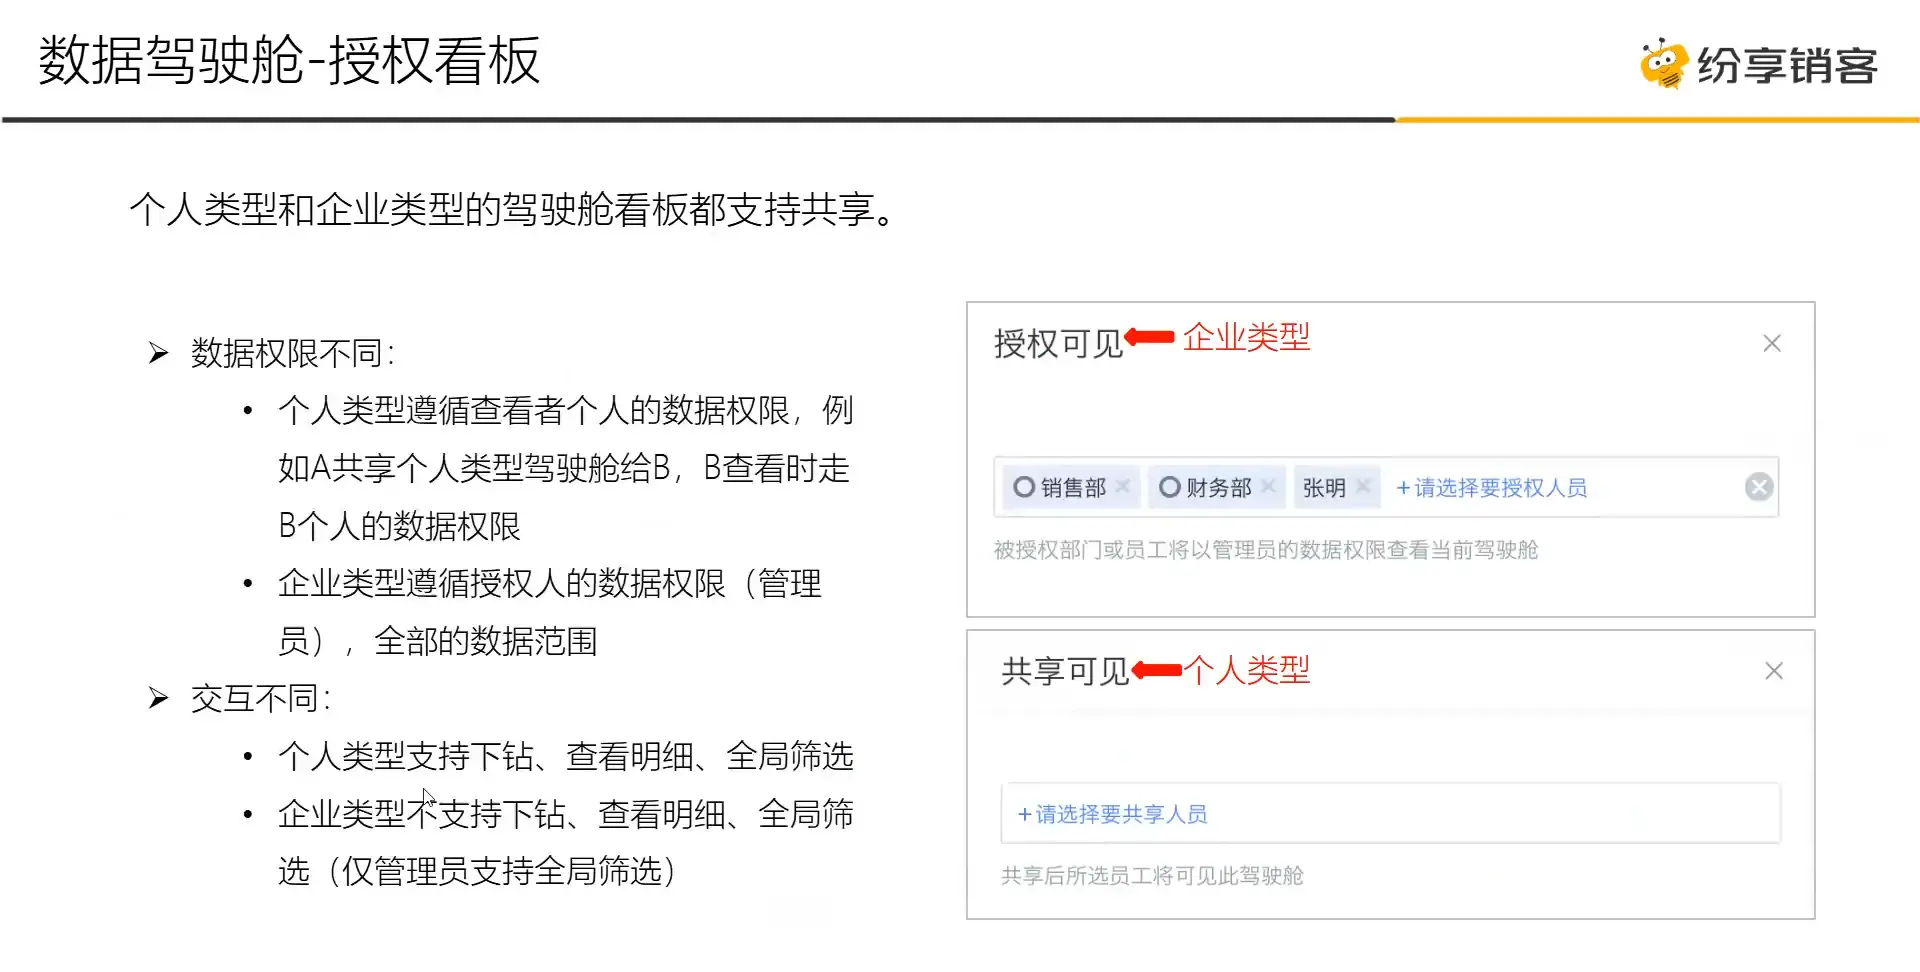 数据驾驶舱-授权看板
纷享销客
个人类型和企业类型的驾驶舱看板都支持共享。
➢ 数据权限不同：
• 个人类型遵循查看者个人的数据权限，例
如A共享个人类型驾驶舱给B，B查看时走
B个人的数据权限
• 企业类型遵循授权人的数据权限（管理
员），全部的数据范围
➢ 交互不同：
• 个人类型支持下钻、查看明细、全局筛选
• 企业类型不支持下钻、查看明细、全局筛
选（仅管理员支持全局筛选）
授权可见 企业类型
销售部 财务部 张明 +请选择要授权人员
被授权部门或员工将以管理员的数据权限查看当前驾驶舱
共享可见 个人类型
+请选择要共享人员
共享后所选员工将可见此驾驶舱